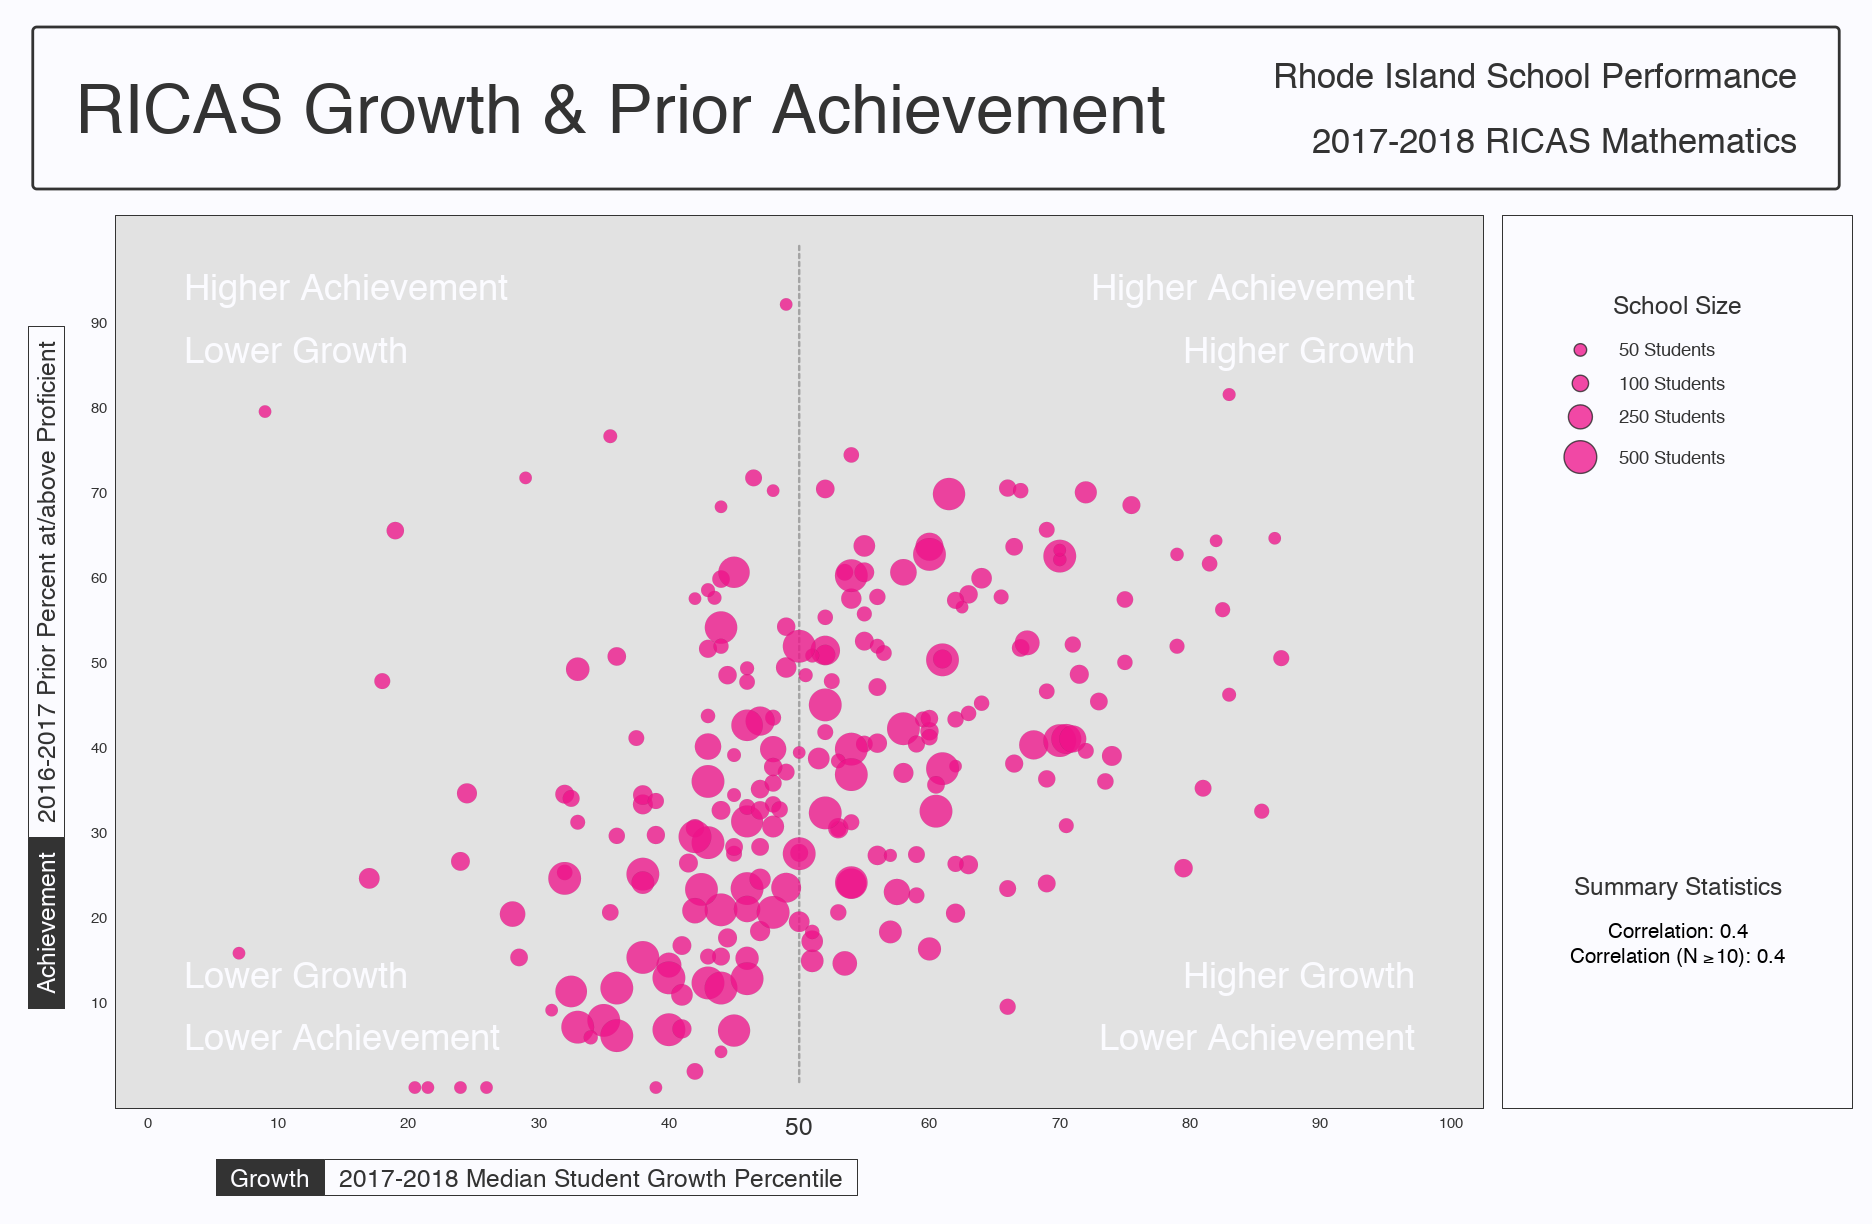 RICAS Growth & Prior Achievement
Rhode Island School Performance
2017-2018 RICAS Mathematics
Higher Achievement
Lower Growth
Higher Achievement
Higher Growth
Lower Growth
Lower Achievement
Higher Growth
Lower Achievement
90
80
70
60
50
40
30
20
10
Achievement 2016-2017 Prior Percent at/above Proficient
0 10 20 30 40 50 60 70 80 90 100
Growth 2017-2018 Median Student Growth Percentile
School Size
50 Students
100 Students
250 Students
500 Students
Summary Statistics
Correlation: 0.4
Correlation (N ≥ 10): 0.4